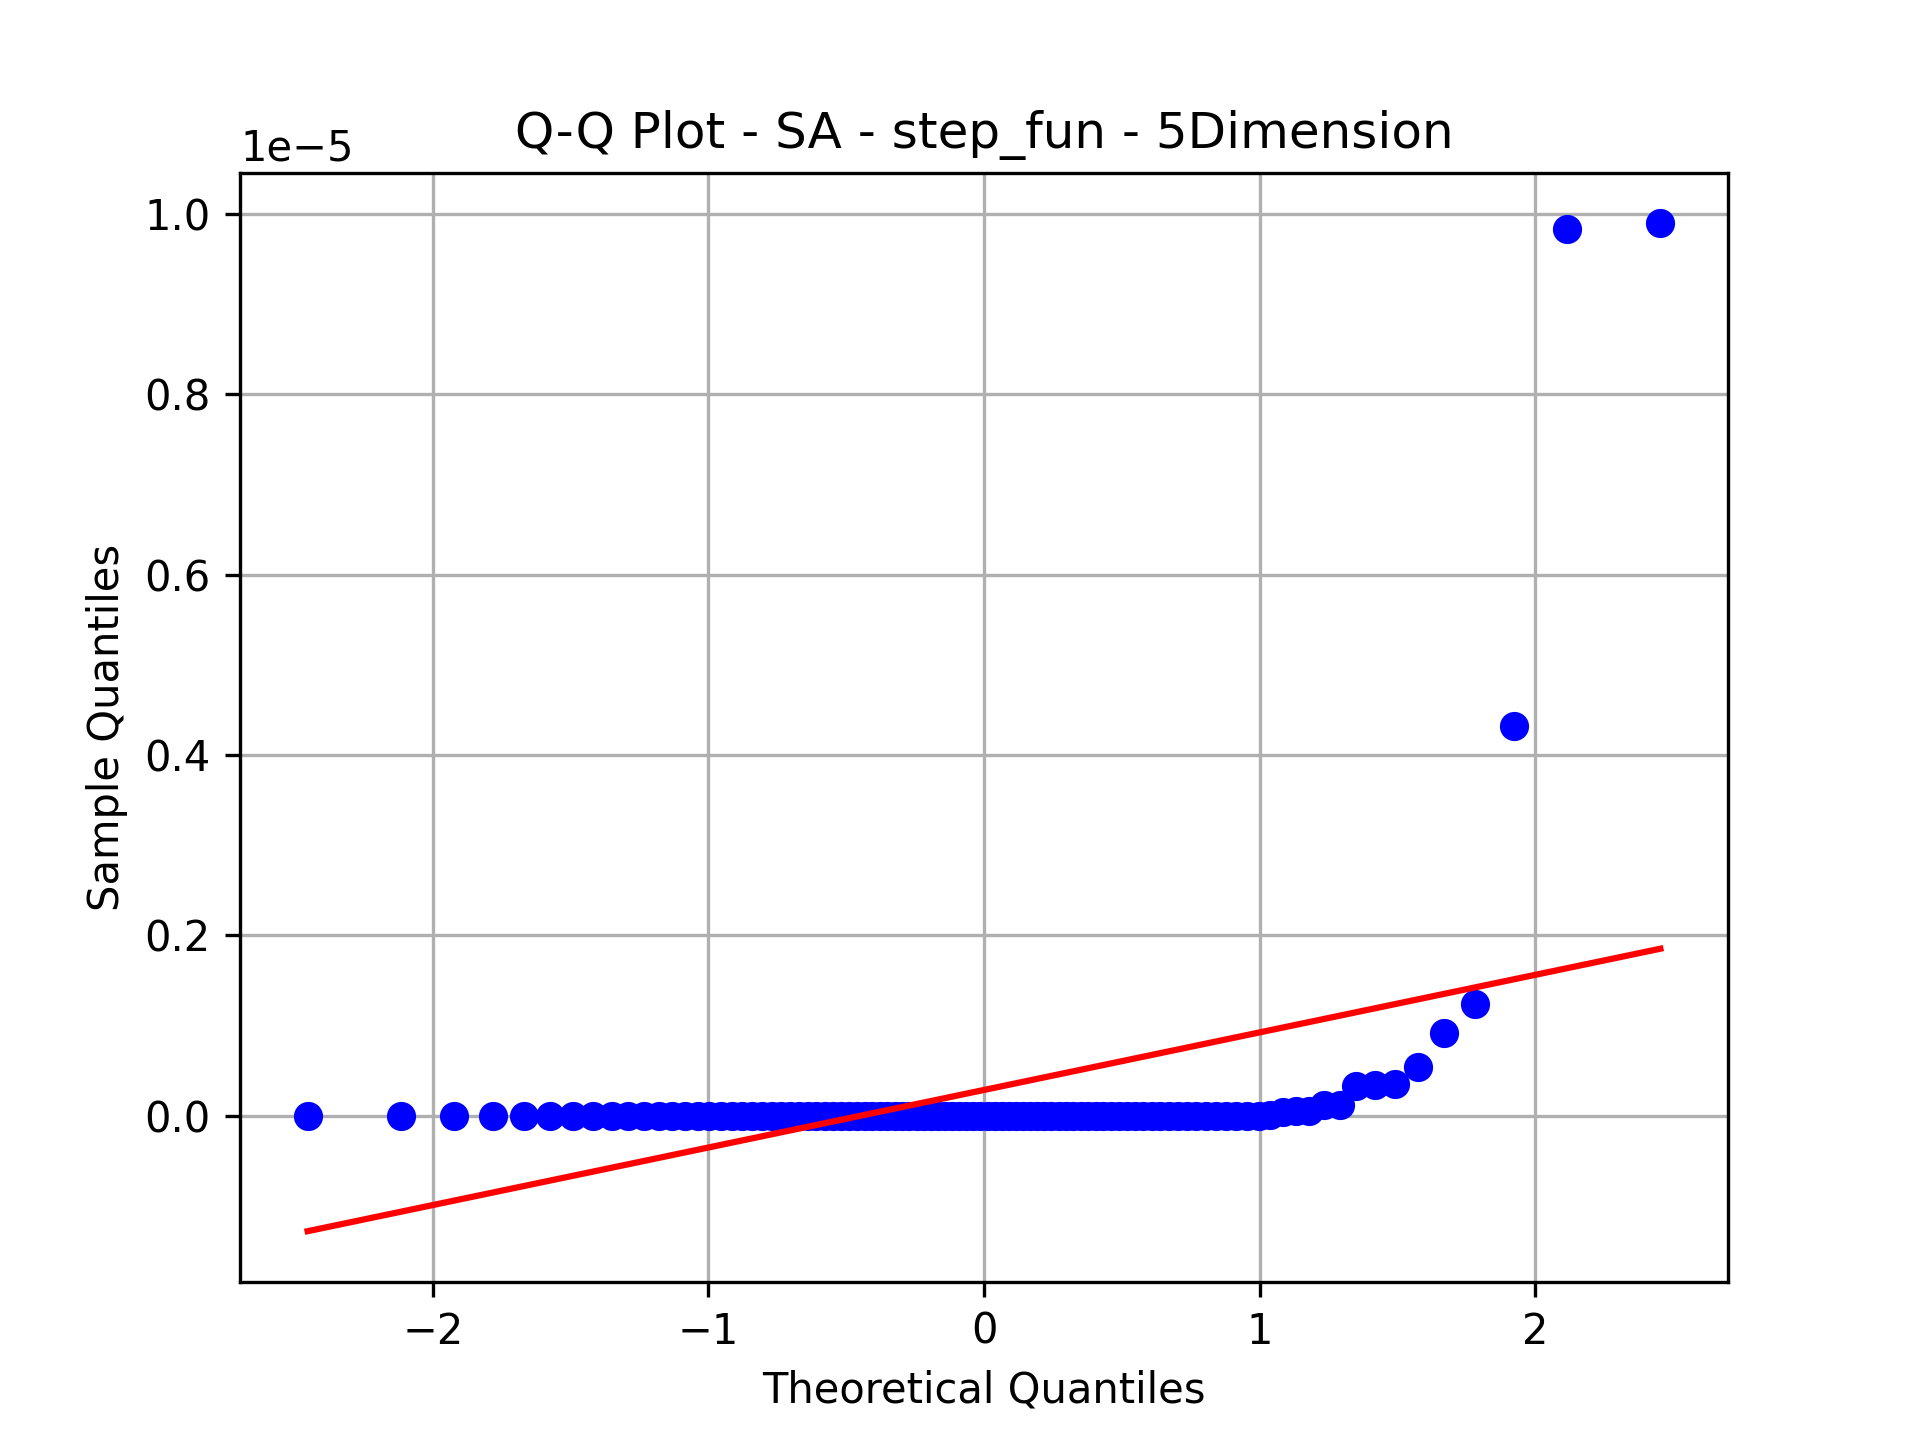 Q-Q Plot - SA - step_fun - 5Dimension
1e−5
1.0
0.8
0.6
0.4
0.2
0.0
Sample Quantiles
−2
−1
0
1
2
Theoretical Quantiles